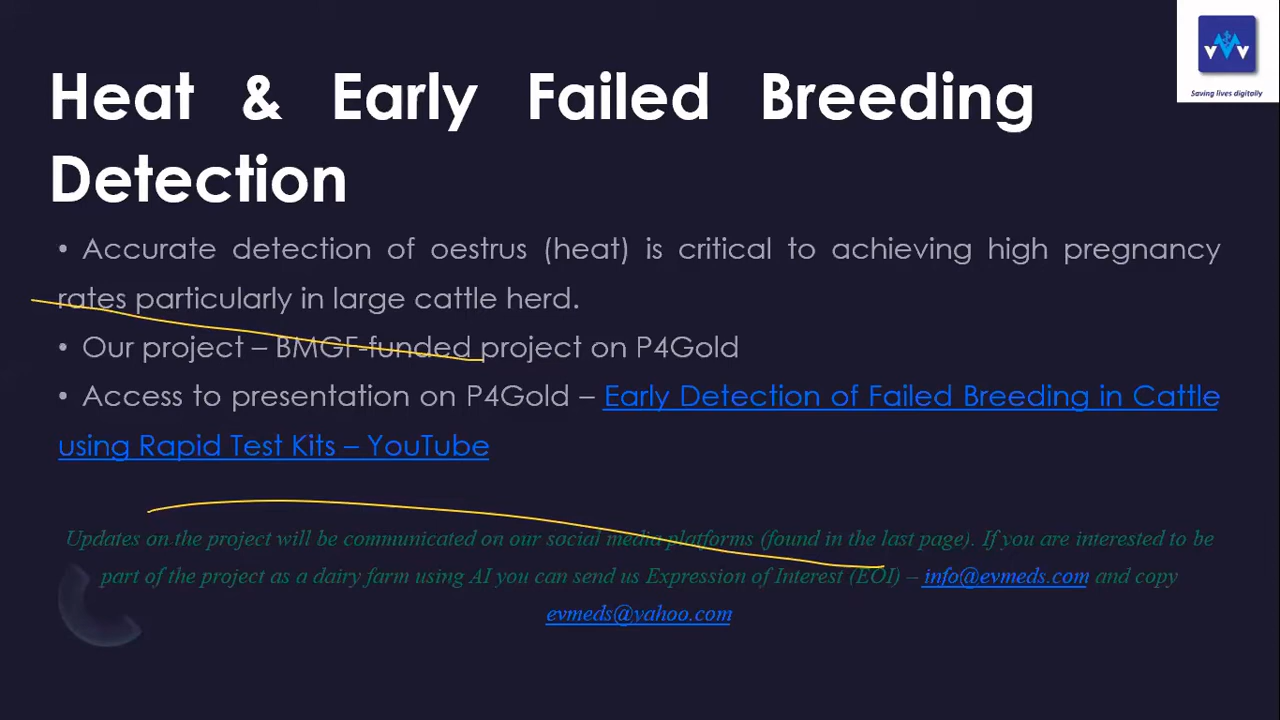 Heat & Early Failed Breeding
Detection
• Accurate detection of oestrus (heat) is critical to achieving high pregnancy
rates particularly in large cattle herd.
• Our project – BMGF-funded project on P4Gold
• Access to presentation on P4Gold – Early Detection of Failed Breeding in Cattle
using Rapid Test Kits – YouTube
Updates on the project will be communicated on our social media platforms (found in the last page). If you are interested to be
part of the project as a dairy farm using AI you can send us Expression of Interest (EOI) – info@evmeds.com and copy
evmeds@yahoo.com
Saving lives digitally